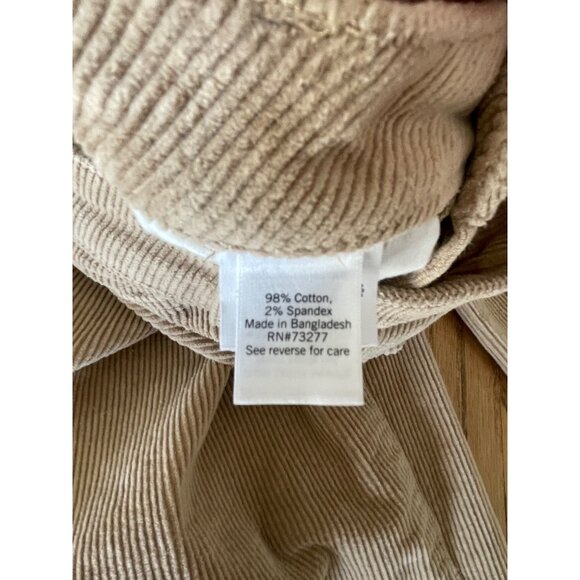 98% Cotton,
2% Spandex
Made in Bangladesh
RN#73277
See reverse for care